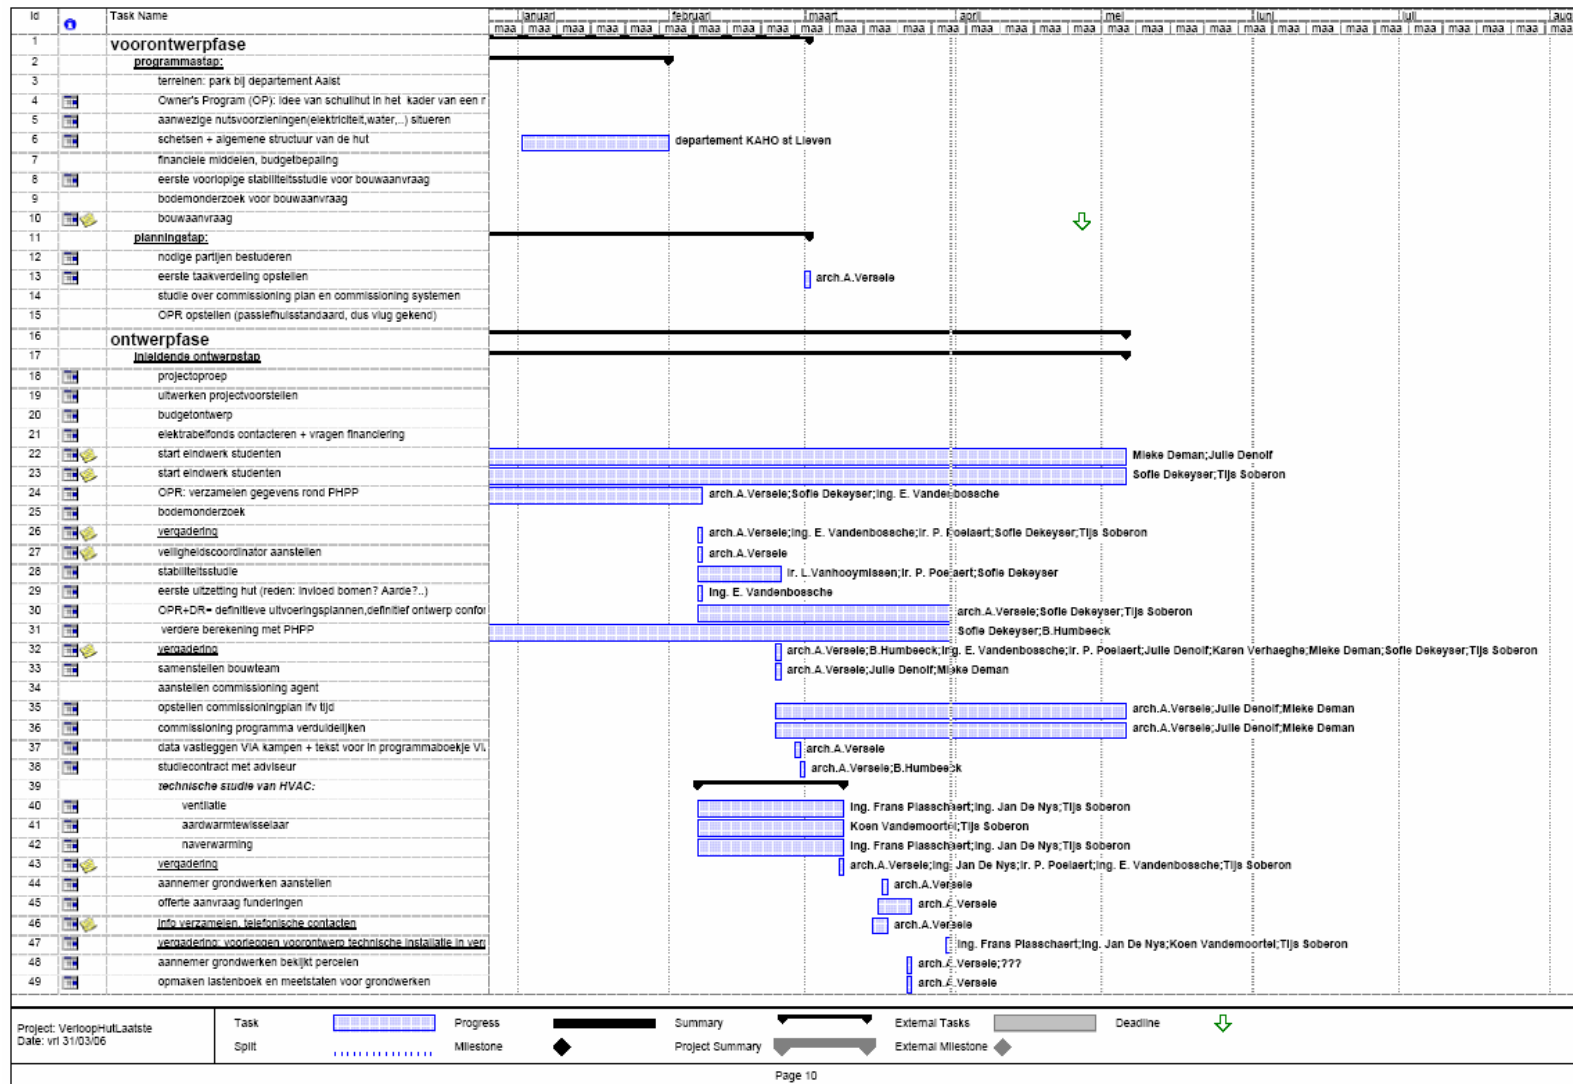 Id Task Name januari februari maart april mei juni juli aug
maa maa maa maa maa maa maa maa maa maa maa maa maa maa maa maa maa maa maa maa maa maa maa maa maa maa maa maa maa maa maa maa
1 voorontwerpfase
2 programmastap:
3 terreinen: park bij departement Aalst
4 Owner's Program (OP): idee van schuilhut in het kader van een r
5 aanwezige nutsvoorzieningen(elektriciteit,water,..) situeren
6 schetsen + algemene structuur van de hut departement KAHO st Lieven
7 financiele middelen, budgetbepaling
8 eerste voorlopige stabiliteitsstudie voor bouwaanvraag
9 bodemonderzoek voor bouwaanvraag
10 bouwaanvraag
11 planningstap:
12 nodige partijen bestuderen
13 eerste taakverdeling opstellen arch.A.Versele
14 studie over commissioning plan en commissioning systemen
15 OPR opstellen (passiefhuisstandaard, dus vlug gekend)
16 ontwerpfase
17 Inleidende ontwerpstap
18 projectoproep
19 uitwerken projectvoorstellen
20 budgetontwerp
21 elektrabelfonds contacteren + vragen financiering
22 start eindwerk studenten Mieke Deman;Julie Denolf
23 start eindwerk studenten Sofie Dekeyser;Tijs Soberon
24 OPR: verzamelen gegevens rond PHPP arch.A.Versele;Sofie Dekeyser;Ing. E. Vandenbossche
25 bodemonderzoek
26 vergadering arch.A.Versele;Ing. E. Vandenbossche;Ir. P. Poelaert;Sofie Dekeyser;Tijs Soberon
27 veiligheidscoordinator aanstellen arch.A.Versele
28 stabiliteitsstudie Ir. L.Vanhooymissen;Ir. P. Poelaert;Sofie Dekeyser
29 eerste uitzetting hut (reden: invloed bomen? Aarde?..) Ing. E. Vandenbossche
30 OPR+DR= definitieve uitvoeringsplannen,definitief ontwerp confor arch.A.Versele;Sofie Dekeyser;Tijs Soberon
31 verdere berekening met PHPP Sofie Dekeyser;B.Humbeeck
32 vergadering arch.A.Versele;B.Humbeeck;Ing. E. Vandenbossche;Ir. P. Poelaert;Julie Denolf;Karen Verhaeghe;Mieke Deman;Sofie Dekeyser;Tijs Soberon
33 samenstellen bouwteam arch.A.Versele;Julie Denolf;Mieke Deman
34 aanstellen commissioning agent
35 opstellen commissioningplan ifv tijd arch.A.Versele;Julie Denolf;Mieke Deman
36 commissioning programma verduidelijken arch.A.Versele;Julie Denolf;Mieke Deman
37 data vastleggen VIA kampen + tekst voor in programmaboekje VI. arch.A.Versele
38 studiecontract met adviseur arch.A.Versele;B.Humbeeck
39 technische studie van HVAC:
40 ventilatie Ing. Frans Plasschaert;Ing. Jan De Nys;Tijs Soberon
41 aardwarmtewisselaar Koen Vandemoortel;Tijs Soberon
42 naverwarming Ing. Frans Plasschaert;Ing. Jan De Nys;Tijs Soberon
43 vergadering arch.A.Versele;Ing. Jan De Nys;Ir. P. Poelaert;Ing. E. Vandenbossche;Tijs Soberon
44 aannemer grondwerken aanstellen arch.A.Versele
45 offerte aanvraag funderingen arch.A.Versele
46 info verzamelen, telefonische contacten arch.A.Versele
47 vergadering: voorleggen voorontwerp technische installatie in verg Ing. Frans Plasschaert;Ing. Jan De Nys;Koen Vandemoortel;Tijs Soberon
48 aannemer grondwerken bekijkt percelen arch.A.Versele;???
49 opmaken lastenboek en meetstaten voor grondwerken arch.A.Versele
Project: VerloopHutLaatste
Date: vri 31/03/06
Task Progress Summary External Tasks Deadline
Split Milestone Project Summary External Milestone
Page 10